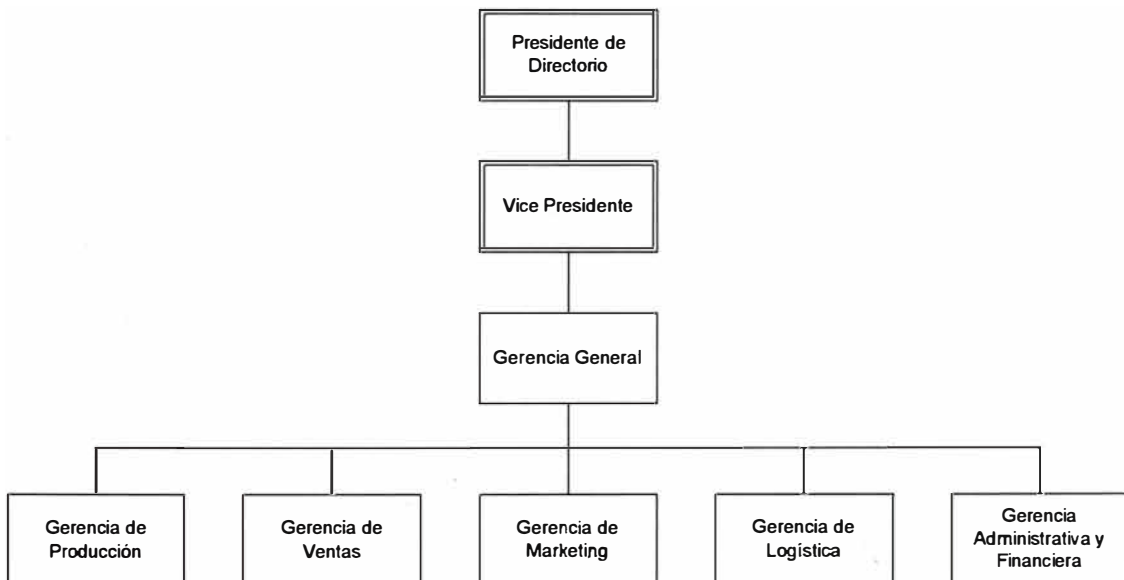 Presidente de
Directorio
Vice Presidente
Gerencia General
Gerencia de
Producción
Gerencia de
Ventas
Gerencia de
Marketing
Gerencia de
Logística
Gerencia
Administrativa y
Financiera